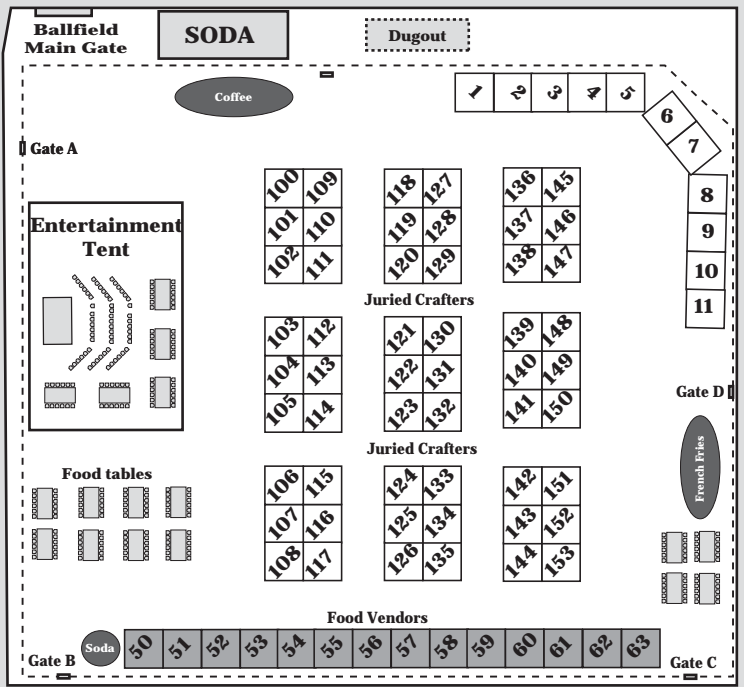 Ballfield
Main Gate
SODA
Dugout
Coffee
1 2 3 4 5
6
7
Gate A
8
9
10
11
Entertainment
Tent
100 109 118 127 136 145
101 110 119 128 137 146
102 111 120 129 138 147
Juried Crafters
103 112 121 130 139 148
104 113 122 131 140 149
105 114 123 132 141 150
Gate D
Juried Crafters
French Fries
Food tables
106 115 124 133 142 151
107 116 125 134 143 152
108 117 126 135 144 153
Food Vendors
Soda
50 51 52 53 54 55 56 57 58 59 60 61 62 63
Gate B
Gate C